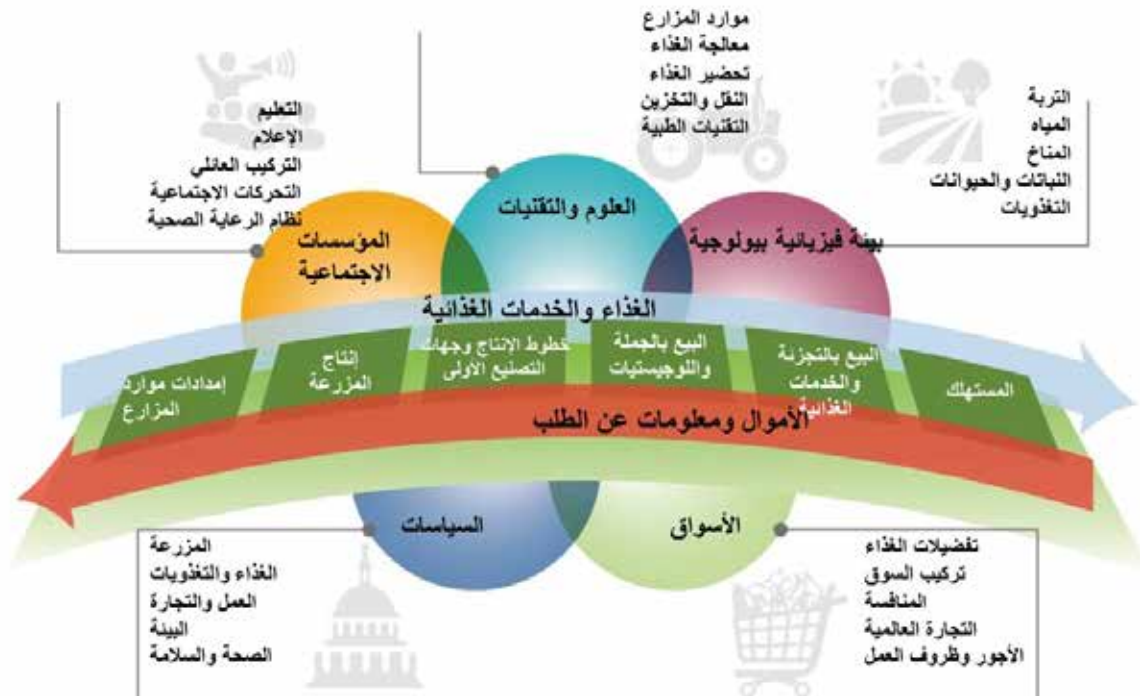 موارد المزارع
معالجة الغذاء
تحضير الغذاء
النقل والتخزين
التقنيات الطبية
التربة
المياه
المناخ
النباتات والحيوانات
التغذويات
التعليم
الإعلام
التركيب العائلي
التحركات الاجتماعية
نظام الرعاية الصحية
بيئة فيزيائية بيولوجية
العلوم والتقنيات
المؤسسات
الاجتماعية
الغذاء والخدمات الغذائية
المستهلك
البيع بالتجزئة
والخدمات
الغذائية
البيع بالجملة
واللوجيستيات
خطوط الإنتاج وجهات
التصنيع الأولى
إنتاج
المزرعة
إمدادات موارد
المزارع
الأموال ومعلومات عن الطلب
الأسواق
السياسات
تفضيلات الغذاء
تركيب السوق
المنافسة
التجارة العالمية
الأجور وظروف العمل
المزرعة
الغذاء والتغذويات
العمل والتجارة
البيئة
الصحة والسلامة